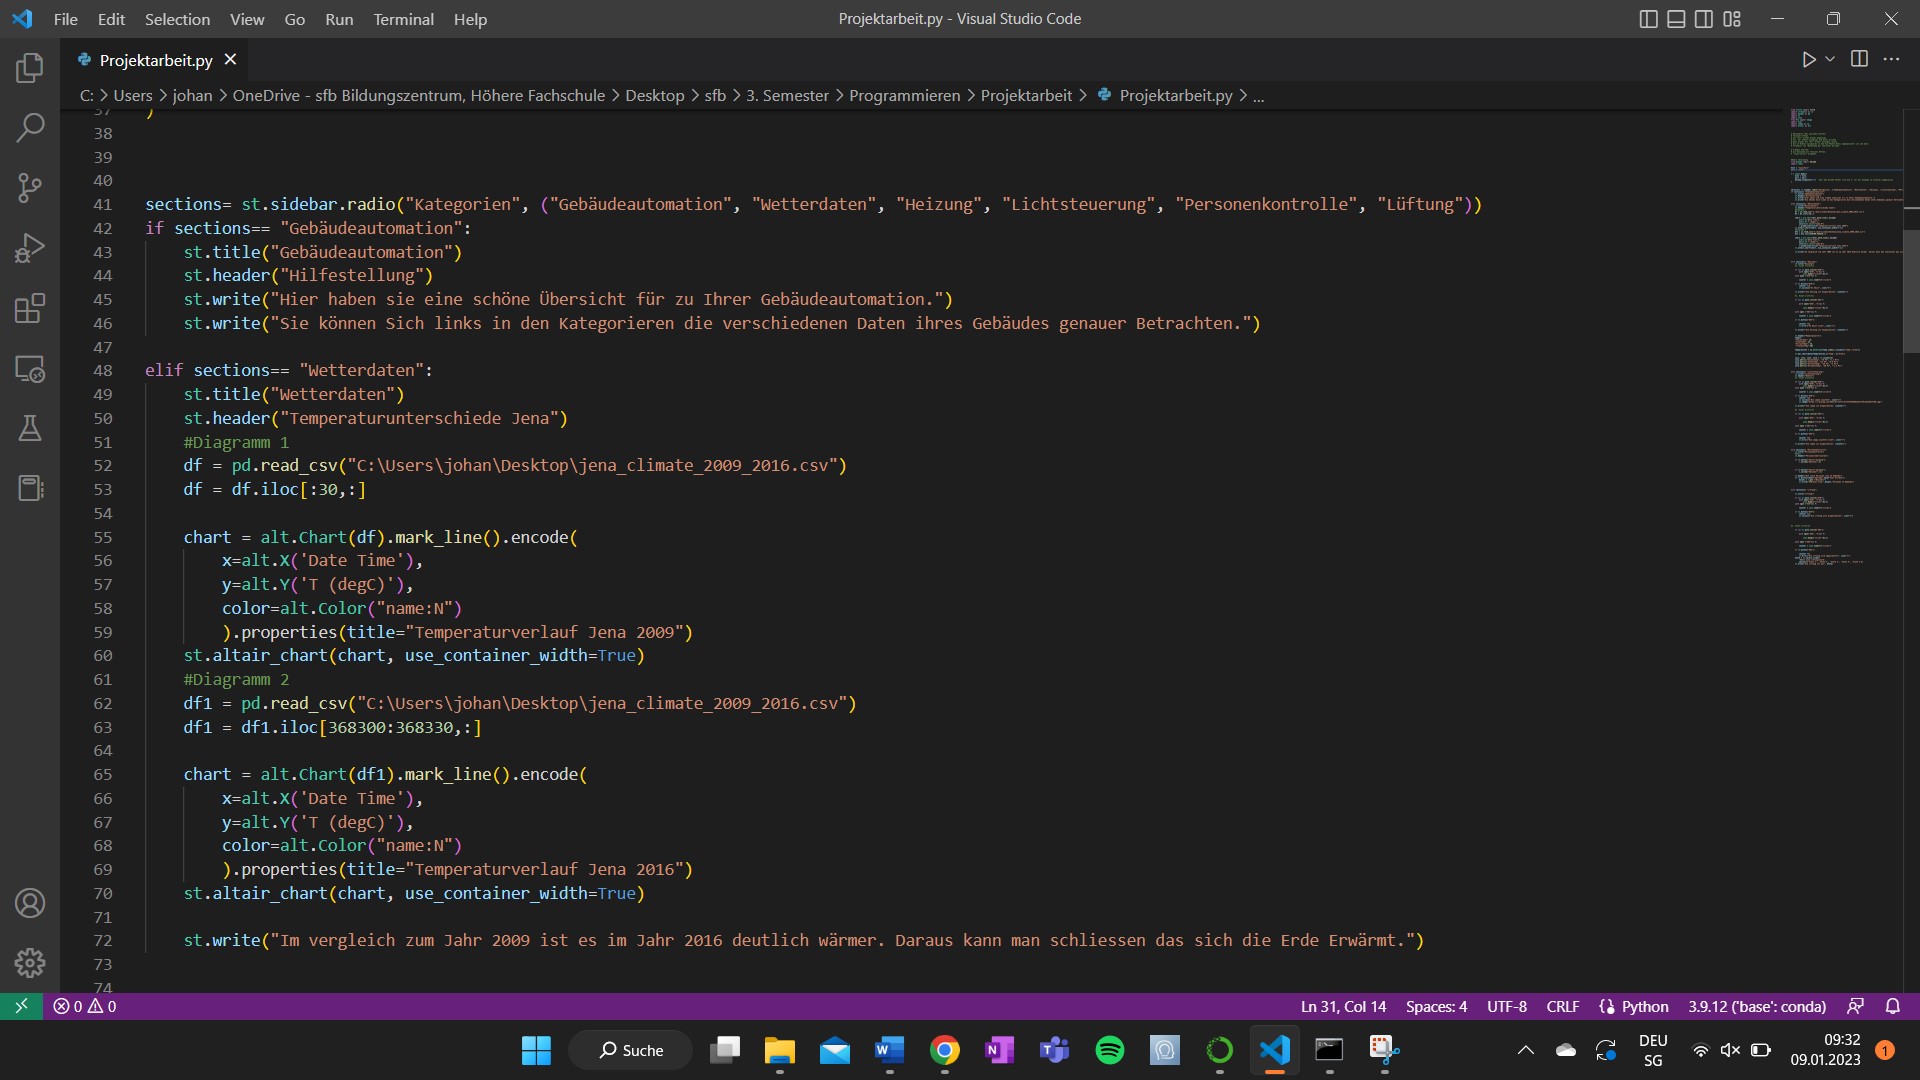 File Edit Selection View Go Run Terminal Help
Projektarbeit.py - Visual Studio Code
Projektarbeit.py
C: > Users > johan > OneDrive - sfb Bildungszentrum, Höhere Fachschule > Desktop > sfb > 3. Semester > Programmieren > Projektarbeit > Projektarbeit.py > ...
37 )
38
39
40
41 sections= st.sidebar.radio("Kategorien", ("Gebäudeautomation", "Wetterdaten", "Heizung", "Lichtsteuerung", "Personenkontrolle", "Lüftung"))
42 if sections== "Gebäudeautomation":
43 st.title("Gebäudeautomation")
44 st.header("Hilfestellung")
45 st.write("Hier haben sie eine schöne Übersicht für zu Ihrer Gebäudeautomation.")
46 st.write("Sie können Sich links in den Kategorieren die verschiedenen Daten ihres Gebäudes genauer Betrachten.")
47
48 elif sections== "Wetterdaten":
49 st.title("Wetterdaten")
50 st.header("Temperaturunterschiede Jena")
51 #Diagramm 1
52 df = pd.read_csv("C:\Users\johan\Desktop\jena_climate_2009_2016.csv")
53 df = df.iloc[:30,:]
54
55 chart = alt.Chart(df).mark_line().encode(
56 x=alt.X('Date Time'),
57 y=alt.Y('T (degC)'),
58 color=alt.Color("name:N")
59 ).properties(title="Temperaturverlauf Jena 2009")
60 st.altair_chart(chart, use_container_width=True)
61 #Diagramm 2
62 df1 = pd.read_csv("C:\Users\johan\Desktop\jena_climate_2009_2016.csv")
63 df1 = df1.iloc[368300:368330,:]
64
65 chart = alt.Chart(df1).mark_line().encode(
66 x=alt.X('Date Time'),
67 y=alt.Y('T (degC)'),
68 color=alt.Color("name:N")
69 ).properties(title="Temperaturverlauf Jena 2016")
70 st.altair_chart(chart, use_container_width=True)
71
72 st.write("Im vergleich zum Jahr 2009 ist es im Jahr 2016 deutlich wärmer. Daraus kann man schliessen das sich die Erde Erwärmt.")
73
74
0 0 Ln 31, Col 14 Spaces: 4 UTF-8 CRLF Python 3.9.12 ('base': conda)
Suche
DEU
SG
09:32
09.01.2023
1